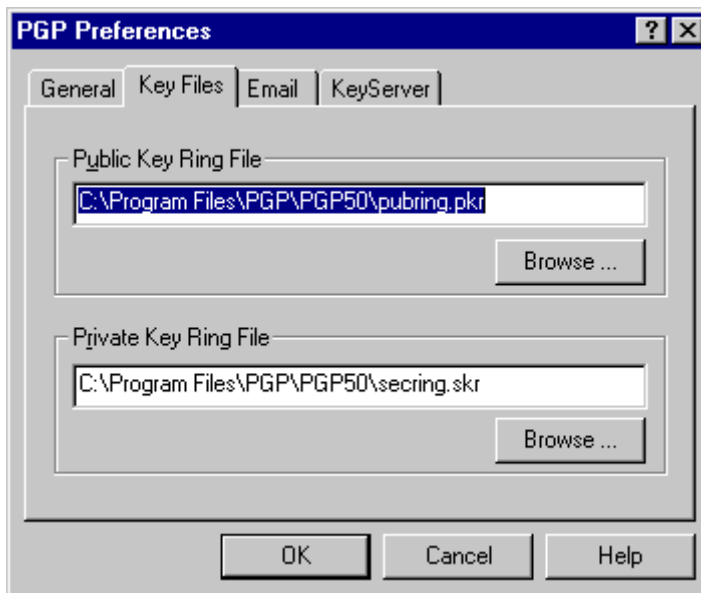 PGP Preferences
General Key Files Email KeyServer
Public Key Ring File
C:\Program Files\PGP\PGP50\pubring.pkr
Browse ...
Private Key Ring File
C:\Program Files\PGP\PGP50\secring.skr
Browse ...
OK Cancel Help